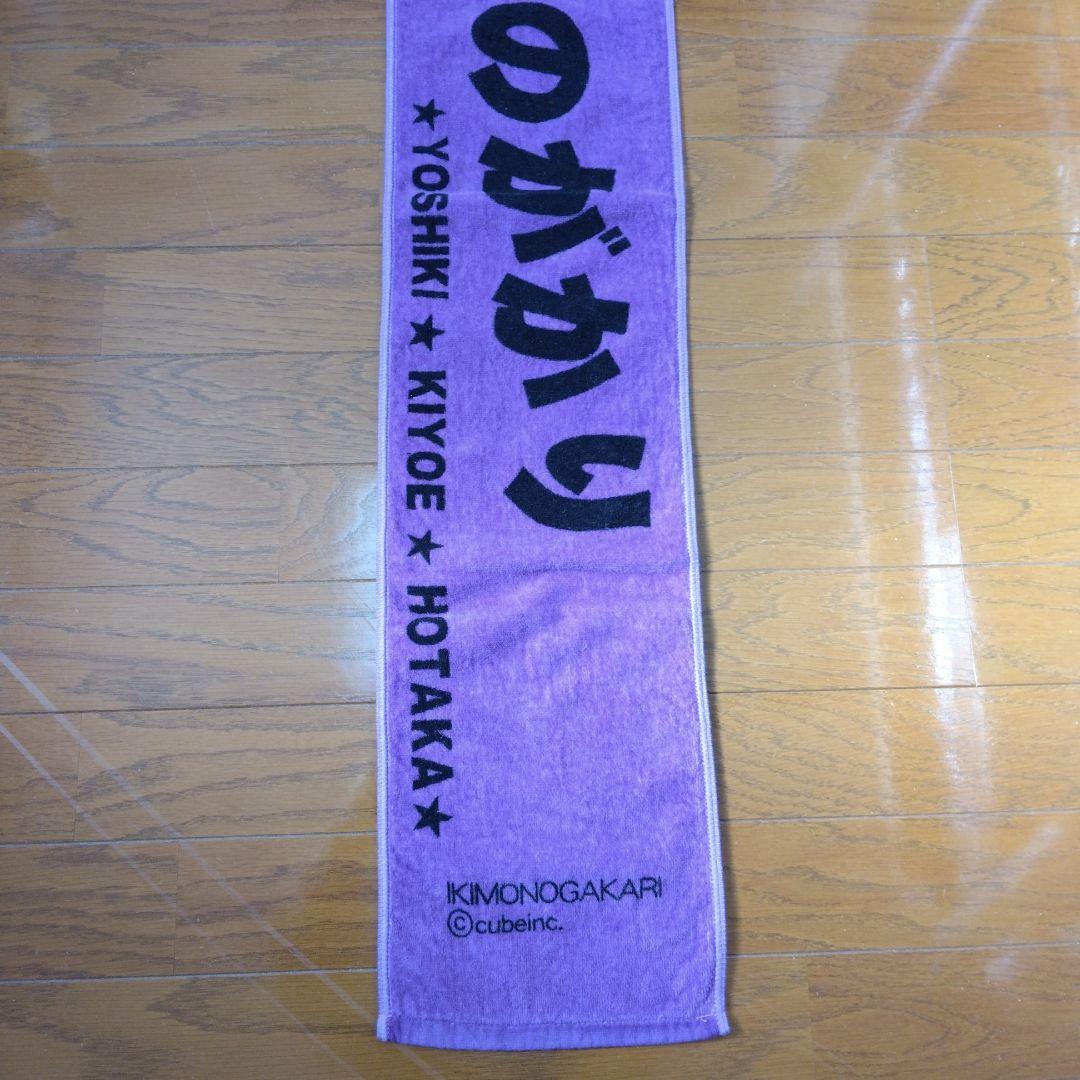 のがかり
★YOSHIKI★KIYOE★HOTAKA★
IKIMONOGAKARI
©cubeinc.